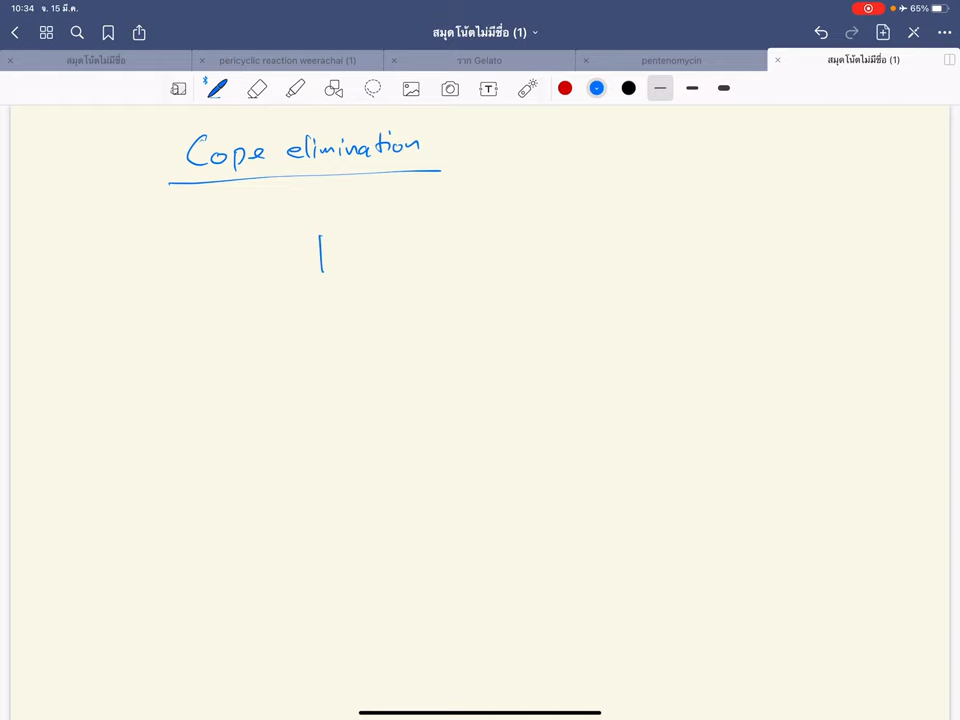 10:34 จ. 15 มี.ค. 65%
สมุดโน้ตไม่มีชื่อ (1)
สมุดโน้ตไม่มีชื่อ pericyclic reaction weerachai (1) ราก Gelato pentenomycin สมุดโน้ตไม่มีชื่อ (1)
Cope elimination